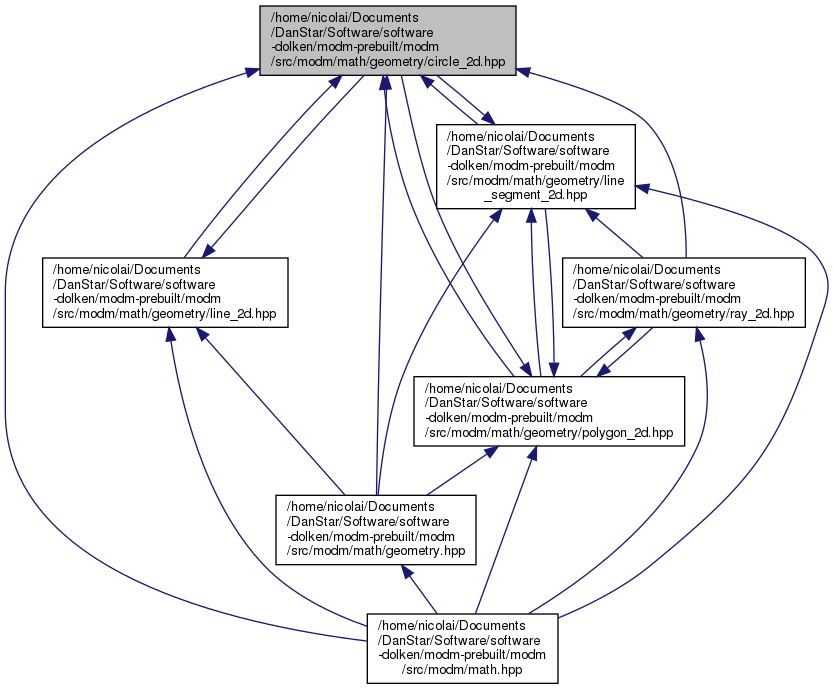 /home/nicolai/Documents
/DanStar/Software/software
-dolken/modm-prebuilt/modm
/src/modm/math/geometry/circle_2d.hpp
/home/nicolai/Documents
/DanStar/Software/software
-dolken/modm-prebuilt/modm
/src/modm/math/geometry/line
_segment_2d.hpp
/home/nicolai/Documents
/DanStar/Software/software
-dolken/modm-prebuilt/modm
/src/modm/math/geometry/line_2d.hpp
/home/nicolai/Documents
/DanStar/Software/software
-dolken/modm-prebuilt/modm
/src/modm/math/geometry/ray_2d.hpp
/home/nicolai/Documents
/DanStar/Software/software
-dolken/modm-prebuilt/modm
/src/modm/math/geometry/polygon_2d.hpp
/home/nicolai/Documents
/DanStar/Software/software
-dolken/modm-prebuilt/modm
/src/modm/math/geometry.hpp
/home/nicolai/Documents
/DanStar/Software/software
-dolken/modm-prebuilt/modm
/src/modm/math.hpp